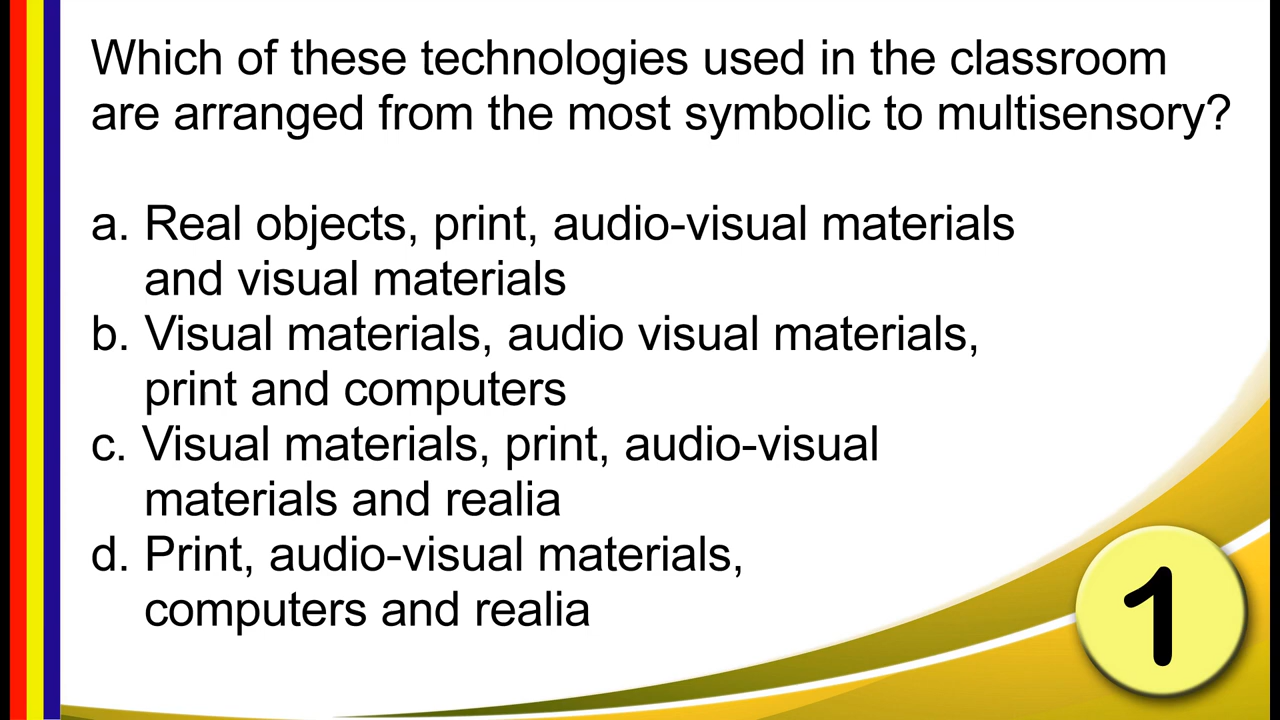 Which of these technologies used in the classroom
are arranged from the most symbolic to multisensory?
a. Real objects, print, audio-visual materials
and visual materials
b. Visual materials, audio visual materials,
print and computers
c. Visual materials, print, audio-visual
materials and realia
d. Print, audio-visual materials,
computers and realia
1